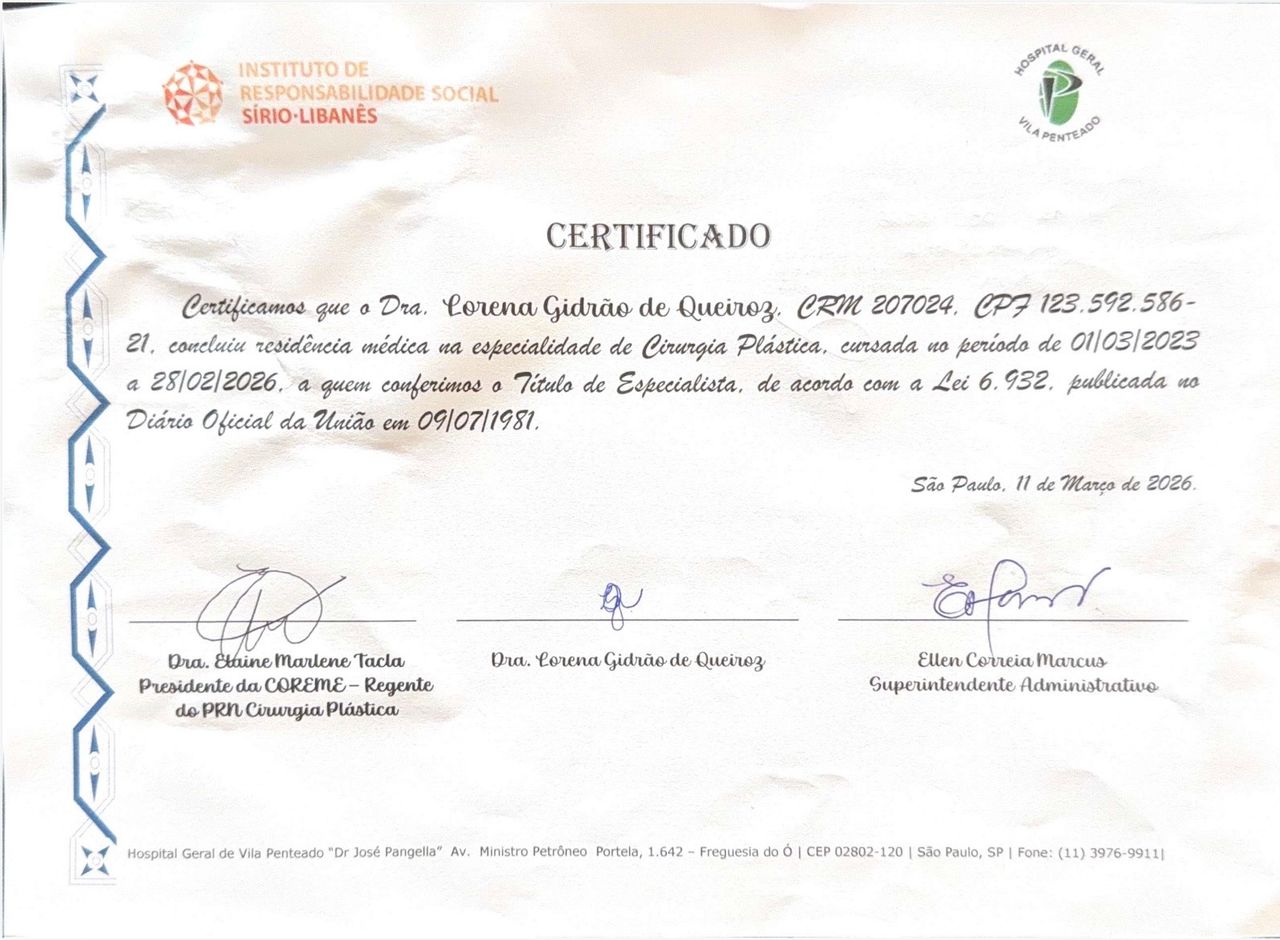 INSTITUTO DE
RESPONSABILIDADE SOCIAL
SÍRIO·LIBANÊS
HOSPITAL GERAL
VILA PENTEADO
CERTIFICADO
Certificamos que o Dra. Lorena Gidrão de Queiroz, CRM 207024, CPF 123.592.586-
21, concluiu residência médica na especialidade de Cirurgia Plástica, cursada no período de 01/03/2023
a 28/02/2026, a quem conferimos o Título de Especialista, de acordo com a Lei 6.932, publicada no
Diário Oficial da União em 09/07/1981.
São Paulo, 11 de Março de 2026.
Dra. Elaine Marlene Tacla
Presidente da COREME – Regente
do PRN Cirurgia Plástica
Dra. Lorena Gidrão de Queiroz
Ellen Correia Marcus
Superintendente Administrativo
Hospital Geral de Vila Penteado "Dr José Pangella" Av. Ministro Petrôneo Portela, 1.642 – Freguesia do Ó | CEP 02802-120 | São Paulo, SP | Fone: (11) 3976-9911|